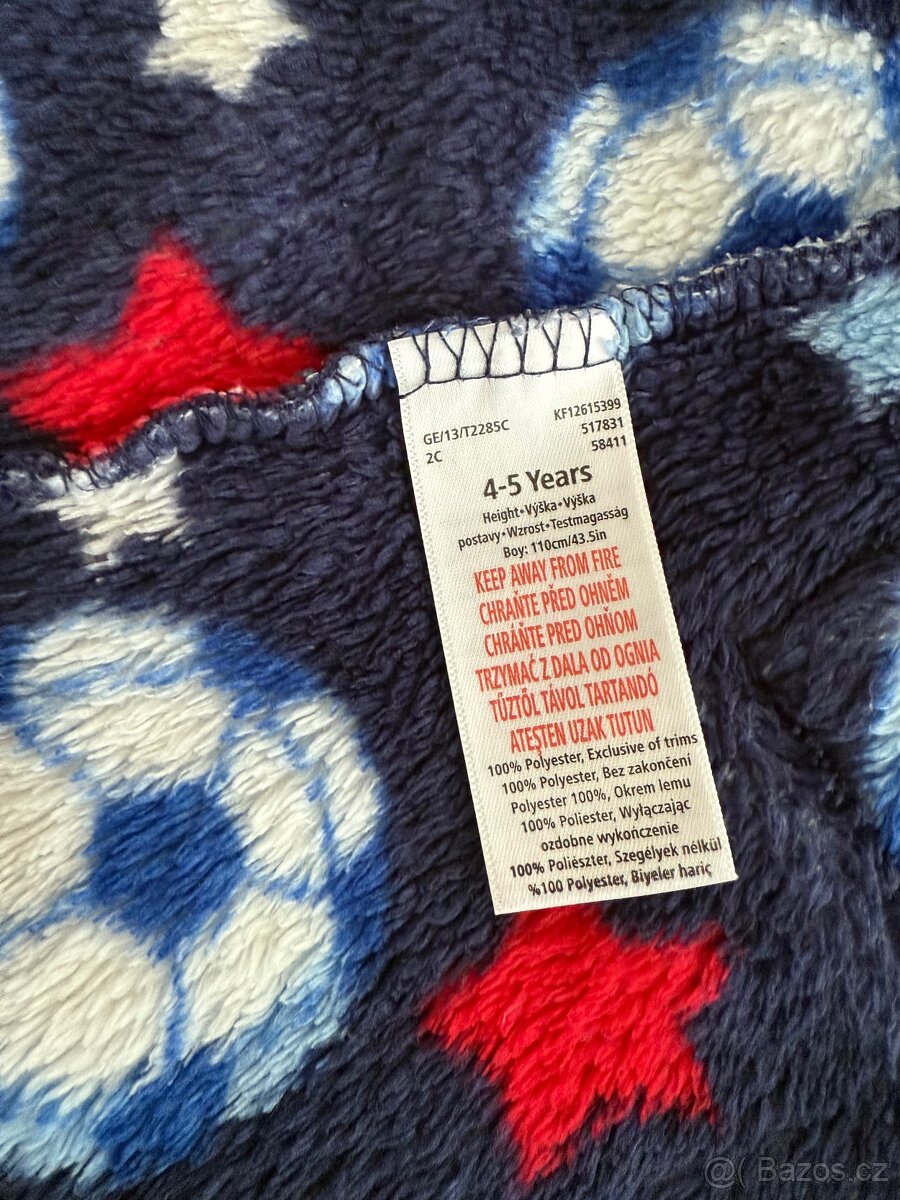 GE/13/T2285C KF12615399
2C 517831
58411
4-5 Years
Height•Výška•Výška
postavy•Wzrost•Testmagasság
Boy: 110cm/43.5in
KEEP AWAY FROM FIRE
CHRAŇTE PŘED OHNĚM
CHRÁŇTE PRED OHŇOM
TRZYMAĆ Z DALA OD OGNIA
TŰZTŐL TÁVOL TARTANDÓ
ATEŞTEN UZAK TUTUN
100% Polyester, Exclusive of trims
100% Polyester, Bez zakončení
Polyester 100%, Okrem lemu
100% Poliester, Wyłączając
ozdobne wykończenie
100% Poliészter, Szegélyek nélkül
%100 Polyester, Biyeler hariç
@( Bazos.cz